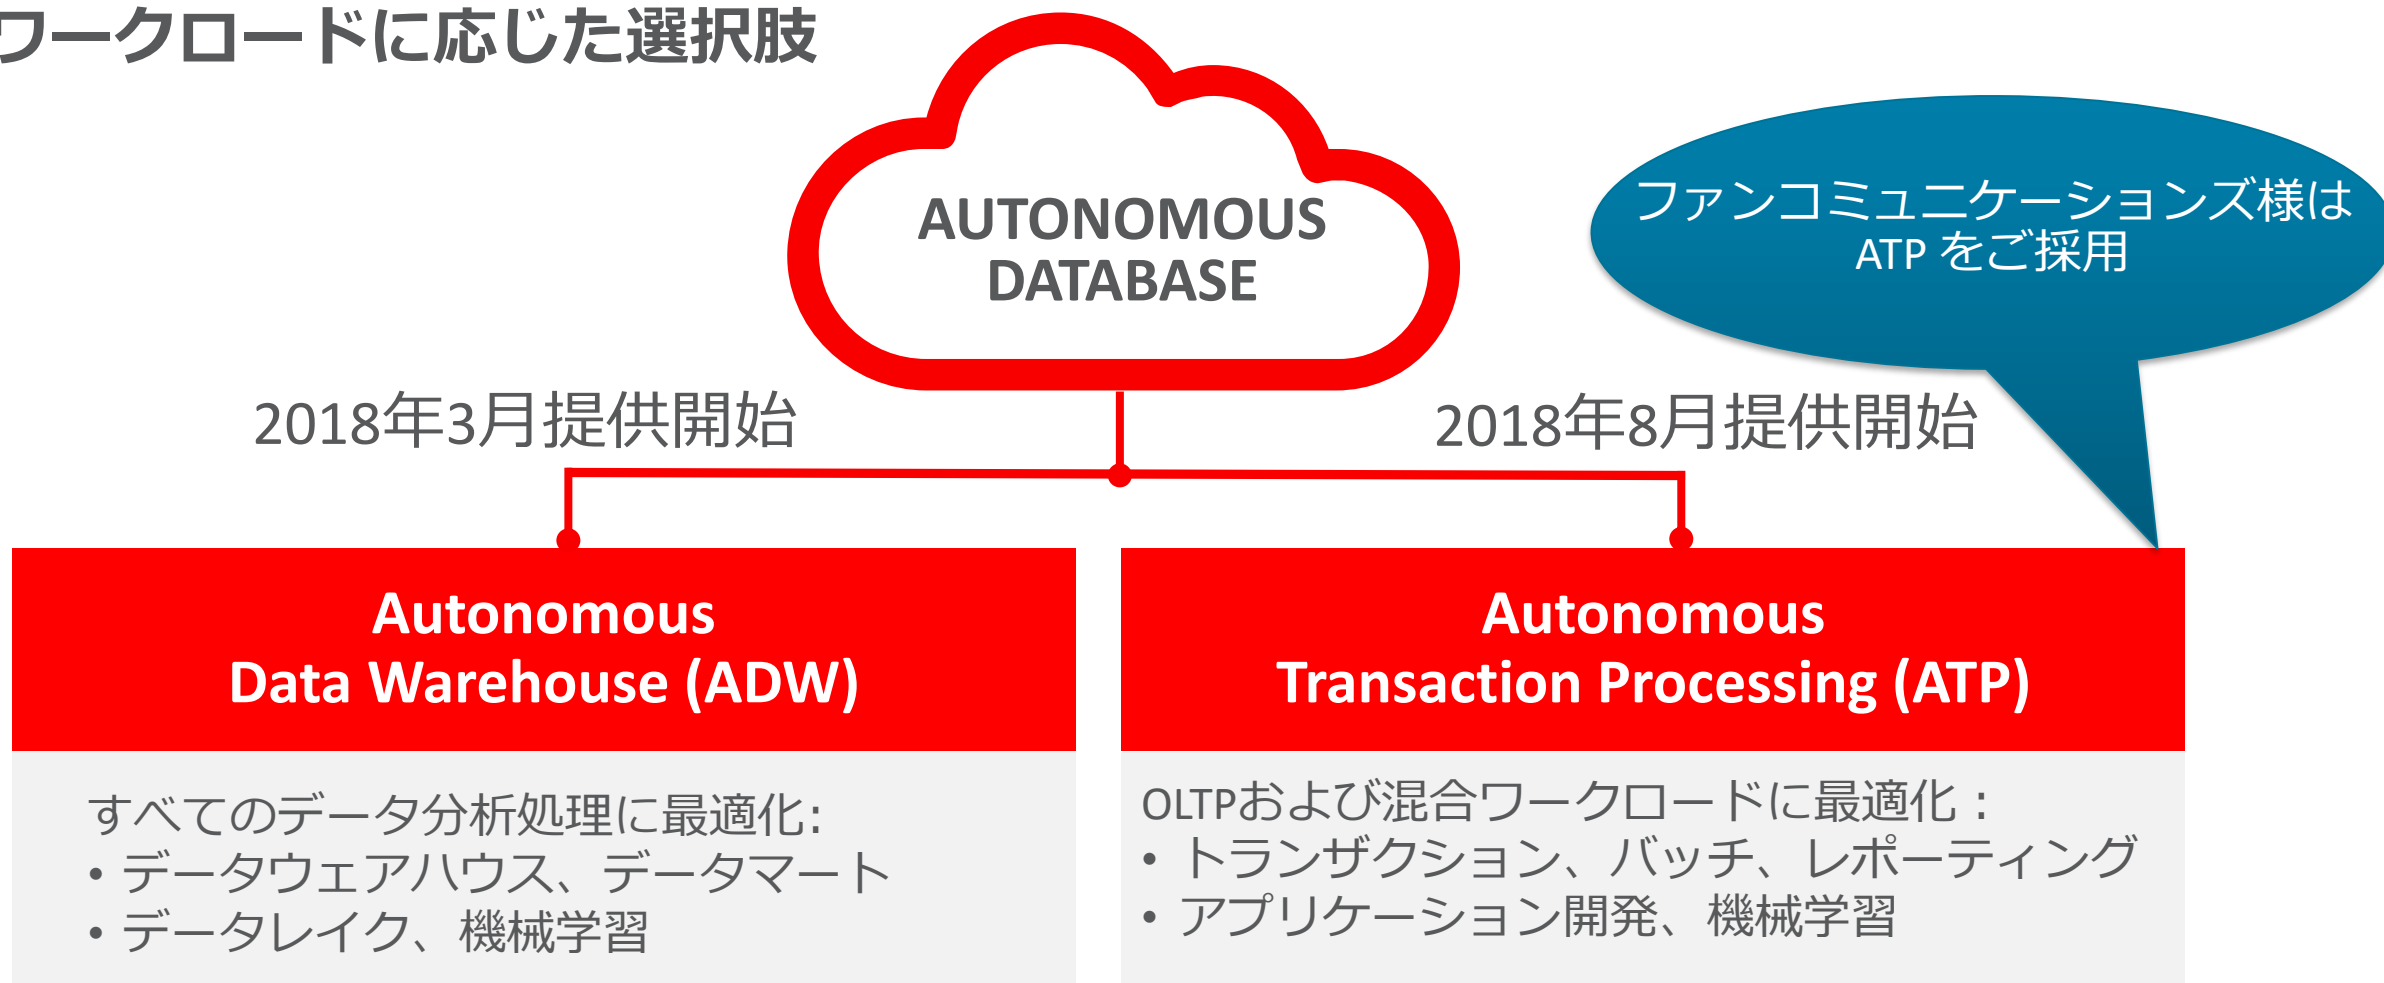 ワークロードに応じた選択肢
AUTONOMOUS
DATABASE
ファンコミュニケーションズ様は
ATP をご採用
2018年3月提供開始
2018年8月提供開始
Autonomous
Data Warehouse (ADW)
すべてのデータ分析処理に最適化:
• データウェアハウス、データマート
• データレイク、機械学習
Autonomous
Transaction Processing (ATP)
OLTPおよび混合ワークロードに最適化：
• トランザクション、バッチ、レポーティング
• アプリケーション開発、機械学習